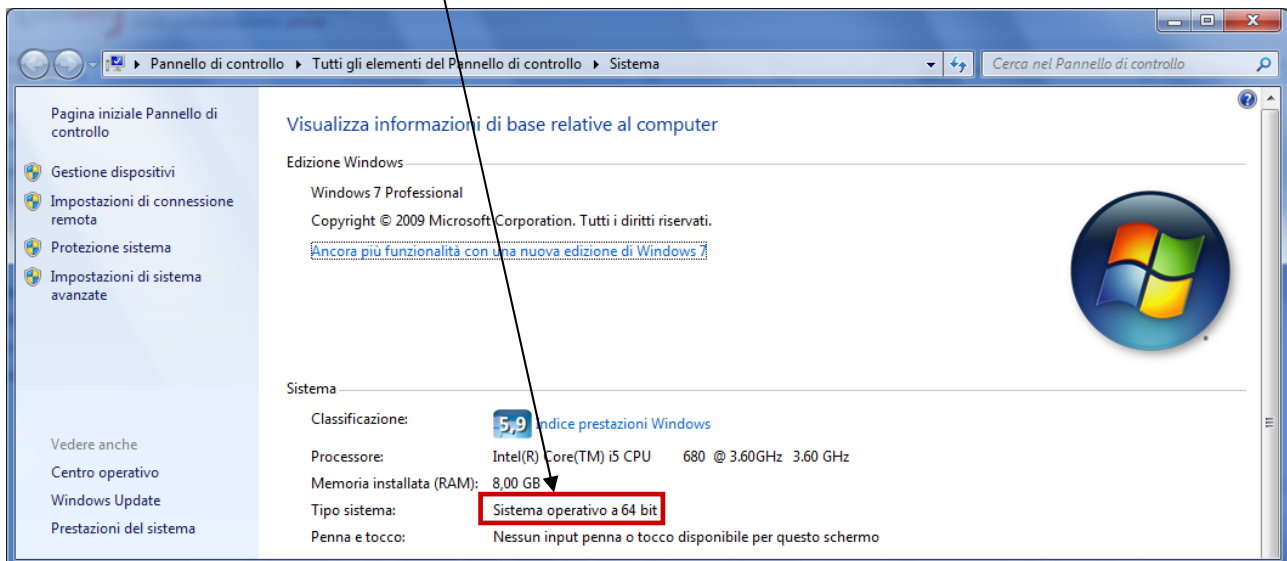 Pannello di controllo Tutti gli elementi del Pannello di controllo Sistema
Cerca nel Pannello di controllo
Pagina iniziale Pannello di
controllo
Gestione dispositivi
Impostazioni di connessione
remota
Protezione sistema
Impostazioni di sistema
avanzate
Vedere anche
Centro operativo
Windows Update
Prestazioni del sistema
Visualizza informazioni di base relative al computer
Edizione Windows
Windows 7 Professional
Copyright © 2009 Microsoft Corporation. Tutti i diritti riservati.
Ancora più funzionalità con una nuova edizione di Windows 7
Sistema
Classificazione: 5,9 Indice prestazioni Windows
Processore: Intel(R) Core(TM) i5 CPU 680 @ 3.60GHz 3.60 GHz
Memoria installata (RAM): 8,00 GB
Tipo sistema: Sistema operativo a 64 bit
Penna e tocco: Nessun input penna o tocco disponibile per questo schermo